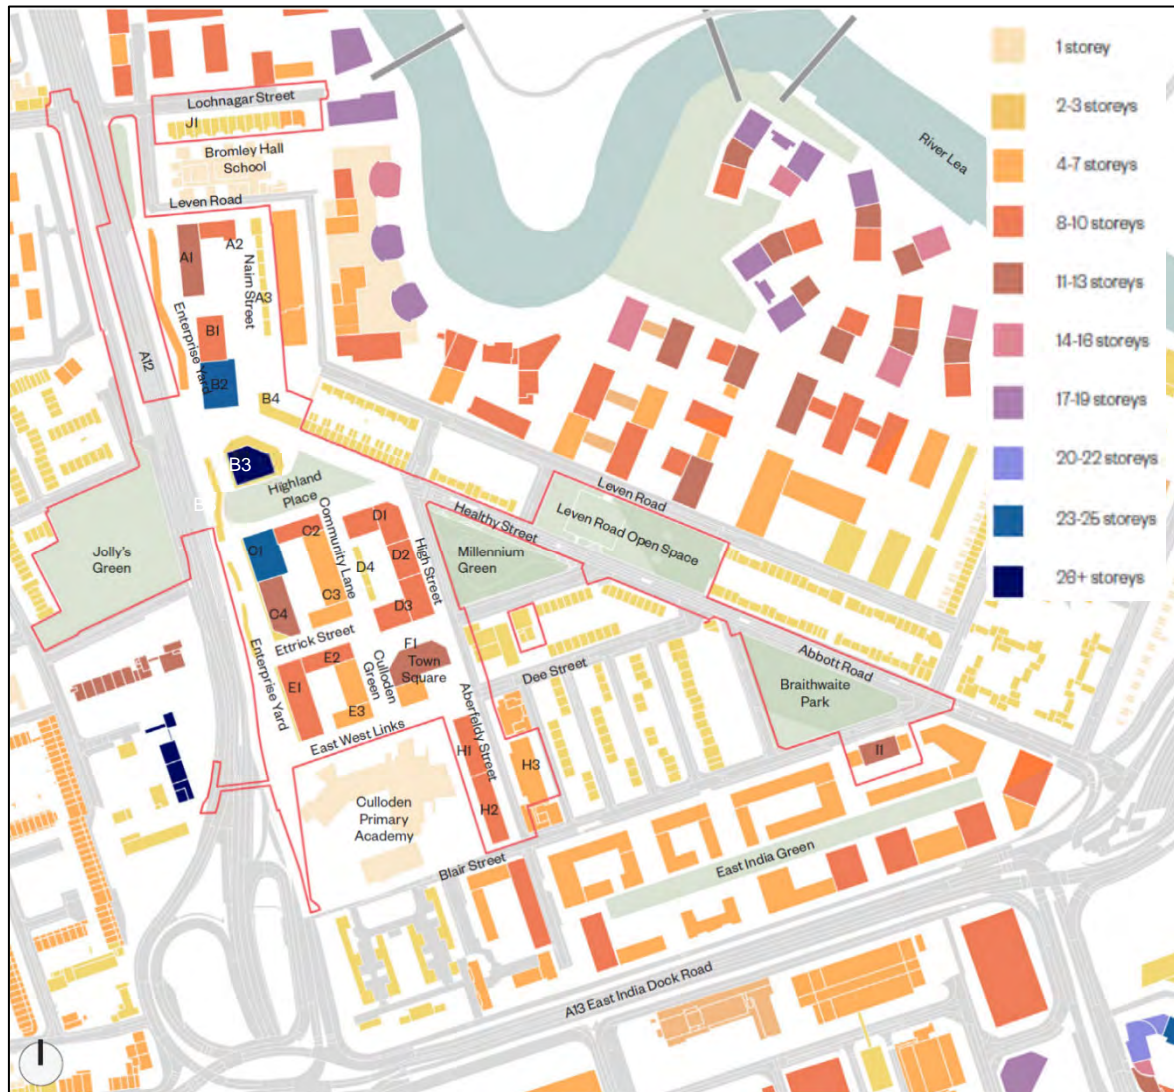 Lochnagar Street
J1
Bromley Hall
School
Leven Road
A1
A2
Nairn Street
A3
Enterprise Yard
A12
B1
B2
B4
B3
Highland
Place
Jolly's
Green
C1
C2
Community Lane
C3
C4
D1
D2
D4
D3
High Street
Healthy Street
Millennium
Green
Leven Road
Leven Road Open Space
Ettrick Street
Enterprise Yard
E1
E2
E3
Culloden
Green
F1
Town
Square
East West Links
Dee Street
Abbott Road
Braithwaite
Park
Aberfeldy Street
H1
H2
H3
I1
Culloden
Primary
Academy
Blair Street
East India Green
A13 East India Dock Road
River Lea
1 storey
2-3 storeys
4-7 storeys
8-10 storeys
11-13 storeys
14-16 storeys
17-19 storeys
20-22 storeys
23-25 storeys
26+ storeys